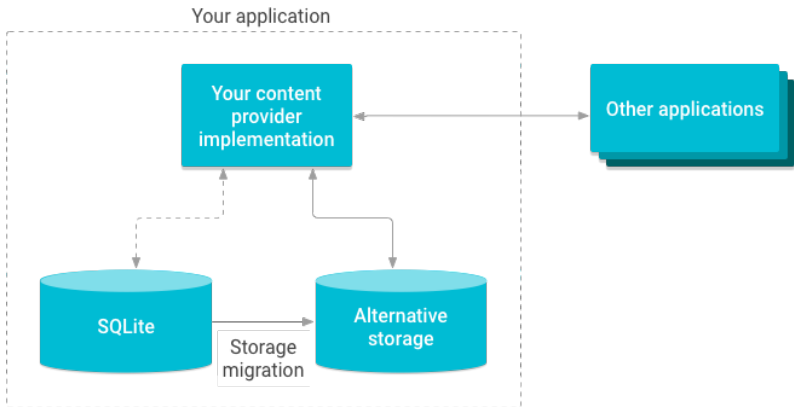 Your application
Your content
provider
implementation
Other applications
SQLite
Storage
migration
Alternative
storage